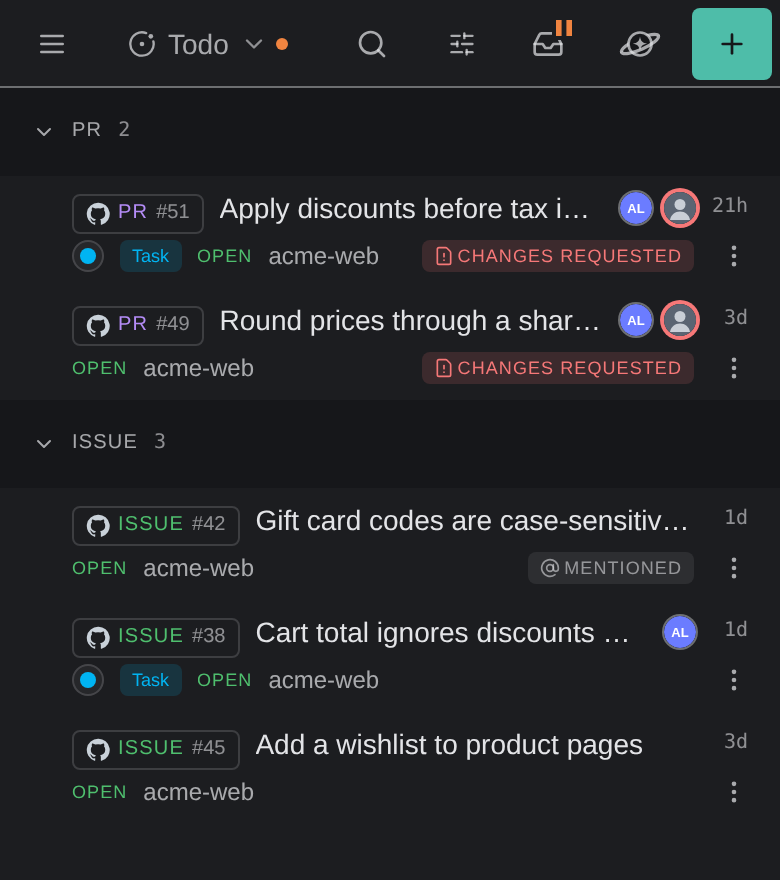 Todo
PR 2
PR #51 Apply discounts before tax i… AL 21h
Task OPEN acme-web CHANGES REQUESTED
PR #49 Round prices through a shar… AL 3d
OPEN acme-web CHANGES REQUESTED
ISSUE 3
ISSUE #42 Gift card codes are case-sensitiv… 1d
OPEN acme-web MENTIONED
ISSUE #38 Cart total ignores discounts … AL 1d
Task OPEN acme-web
ISSUE #45 Add a wishlist to product pages 3d
OPEN acme-web